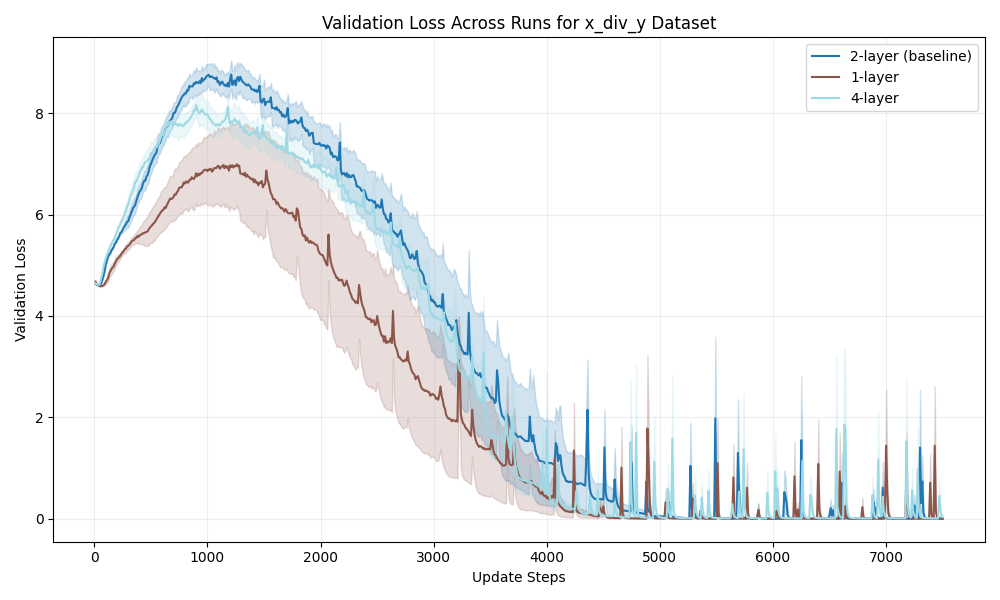 Validation Loss Across Runs for x_div_y Dataset
2-layer (baseline)
1-layer
4-layer
Validation Loss
8
6
4
2
0
0 1000 2000 3000 4000 5000 6000 7000
Update Steps